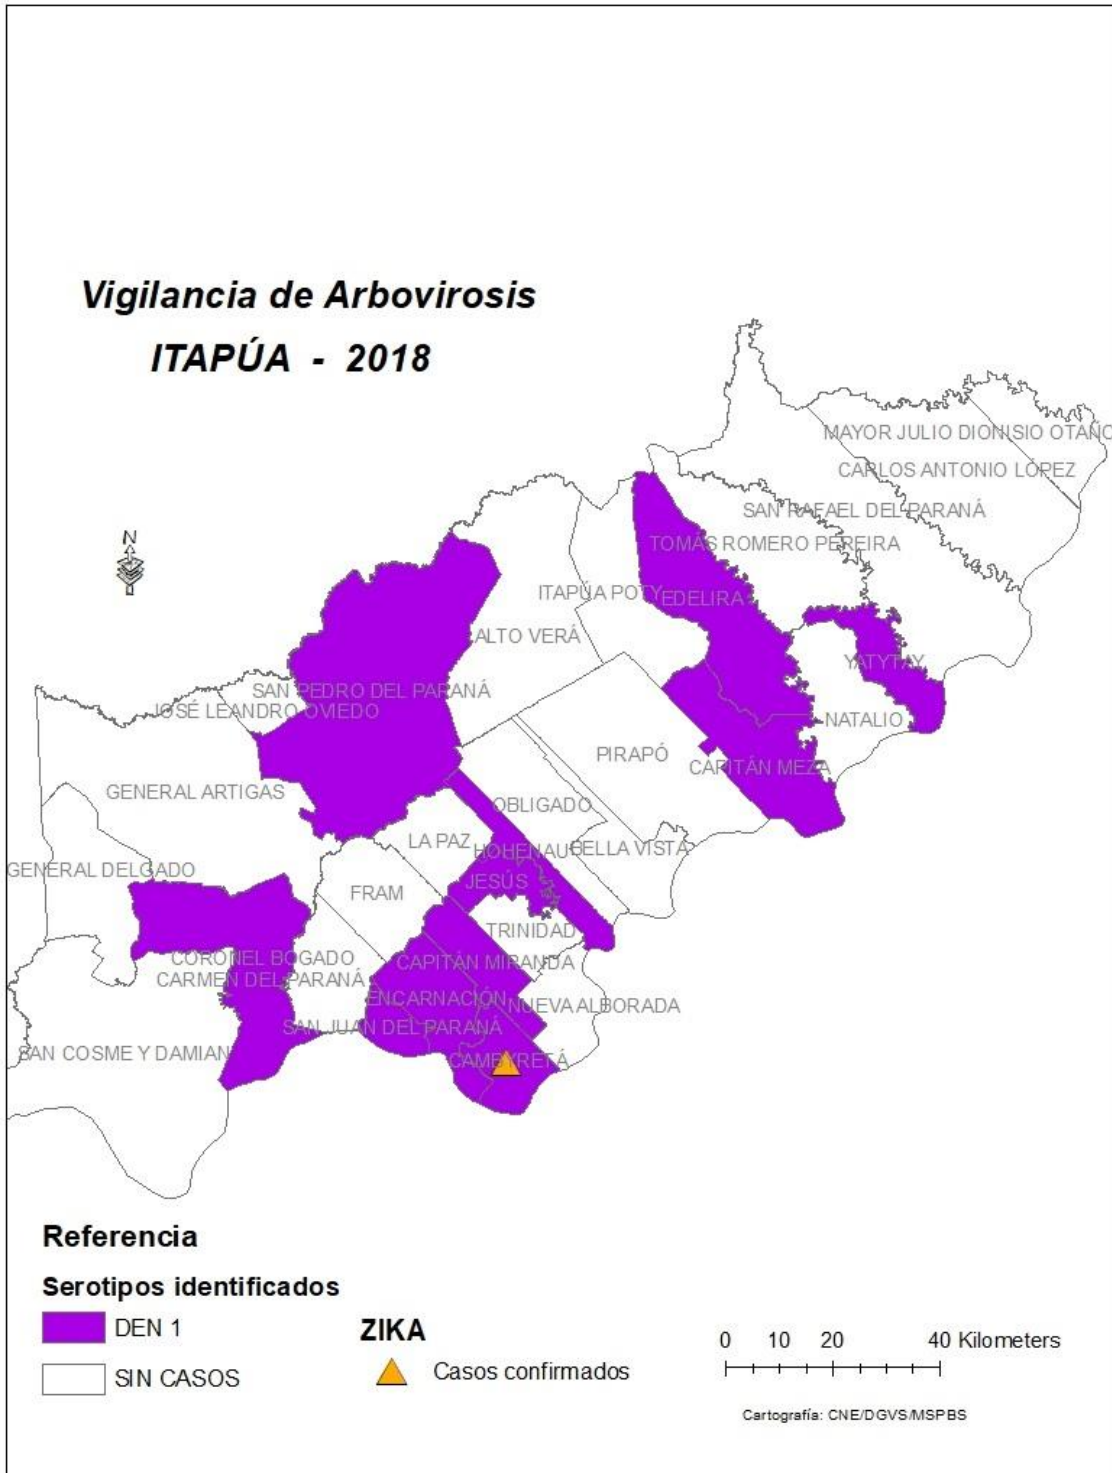 Vigilancia de Arbovirosis
ITAPÚA - 2018
MAYOR JULIO DIONISIO OTAÑO
CARLOS ANTONIO LÓPEZ
SAN RAFAEL DEL PARANÁ
TOMÁS ROMERO PEREIRA
N
ITAPÚA POTY
EDELIRA
ALTO VERÁ
YATYTAY
SAN PEDRO DEL PARANÁ
JOSÉ LEANDRO OVIEDO
NATALIO
PIRAPÓ
CAPITÁN MEZA
GENERAL ARTIGAS
OBLIGADO
LA PAZ
HOHENAU
BELLA VISTA
GENERAL DELGADO
JESÚS
FRAM
TRINIDAD
CORONEL BOGADO
CAPITÁN MIRANDA
CARMEN DEL PARANÁ
ENCARNACIÓN
NUEVA ALBORADA
SAN JUAN DEL PARANÁ
SAN COSME Y DAMIAN
CAMBYRETÁ
Referencia
Serotipos identificados
DEN 1
SIN CASOS
ZIKA
Casos confirmados
0 10 20 40 Kilometers
Cartografía: CNE/DGVS/MSPBS